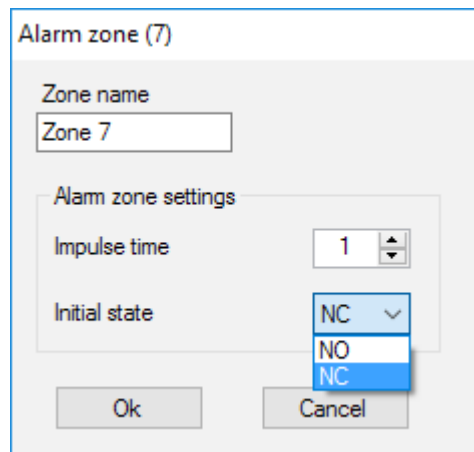 Alarm zone (7)
Zone name
Zone 7
Alarm zone settings
Impulse time 1
Initial state NC
NO
NC
Ok Cancel